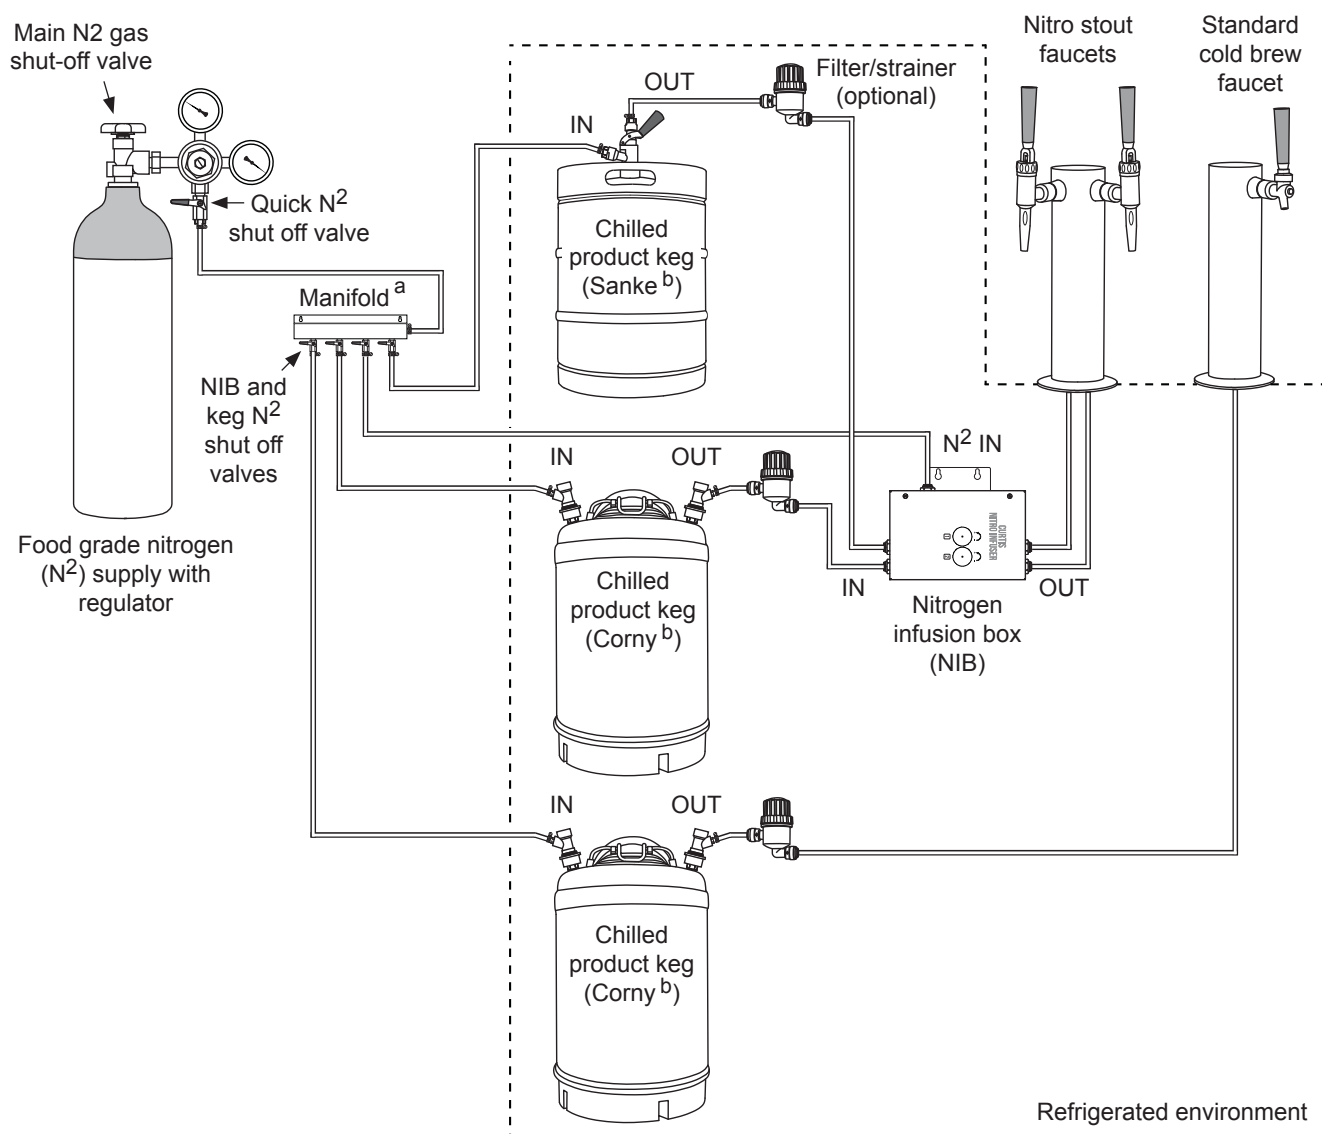 Main N2 gas
shut-off valve
Nitro stout
faucets
Standard
cold brew
faucet
OUT
Filter/strainer
(optional)
IN
Quick N2
shut off valve
Chilled
product keg
(Sanke b)
Manifold a
NIB and
keg N2
shut off
valves
N2 IN
IN
OUT
CURTIS
NITRO INFUSER
Food grade nitrogen
(N2) supply with
regulator
Chilled
product keg
(Corny b)
IN
OUT
Nitrogen
infusion box
(NIB)
IN
OUT
Chilled
product keg
(Corny b)
Refrigerated environment